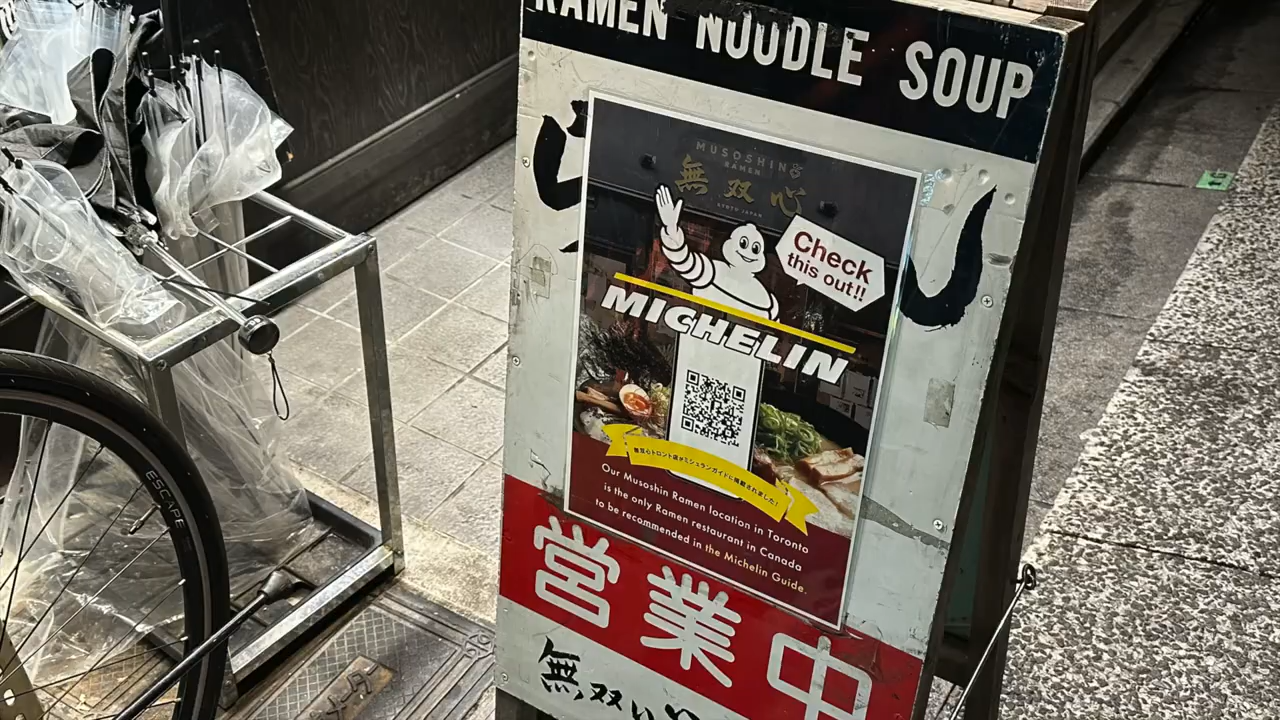 RAMEN NOODLE SOUP
MUSOSHIN
RAMEN
無双心
KYOTO JAPAN
Check
this out!!
MICHELIN
無双心トロント店がミシュランガイドに掲載されました!
Our Musoshin Ramen location in Toronto
is the only Ramen restaurant in Canada
to be recommended in the Michelin Guide.
営業中
無双心
ESCAPE